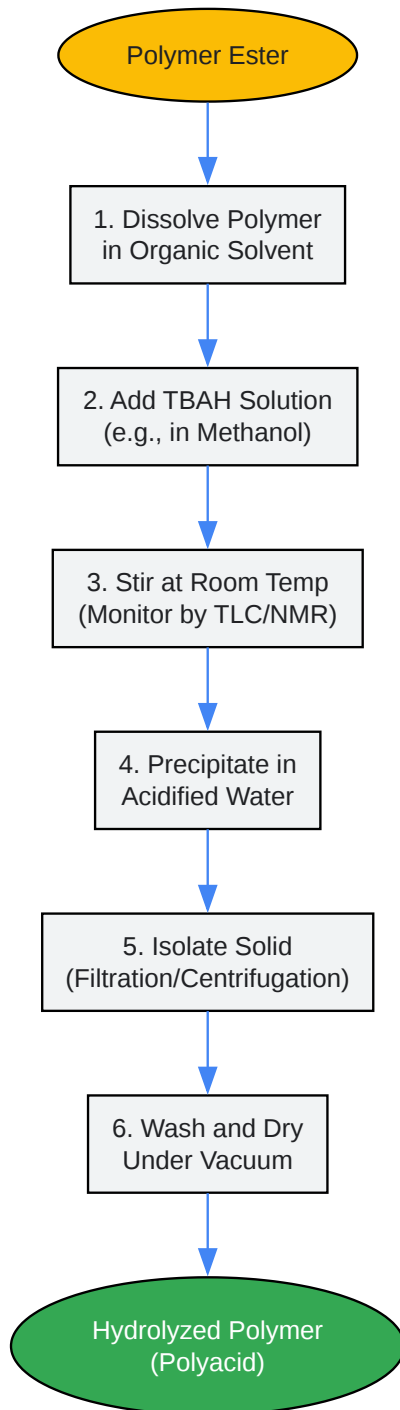 Polymer Ester
1. Dissolve Polymer
in Organic Solvent
2. Add TBAH Solution
(e.g., in Methanol)
3. Stir at Room Temp
(Monitor by TLC/NMR)
4. Precipitate in
Acidified Water
5. Isolate Solid
(Filtration/Centrifugation)
6. Wash and Dry
Under Vacuum
Hydrolyzed Polymer
(Polyacid)